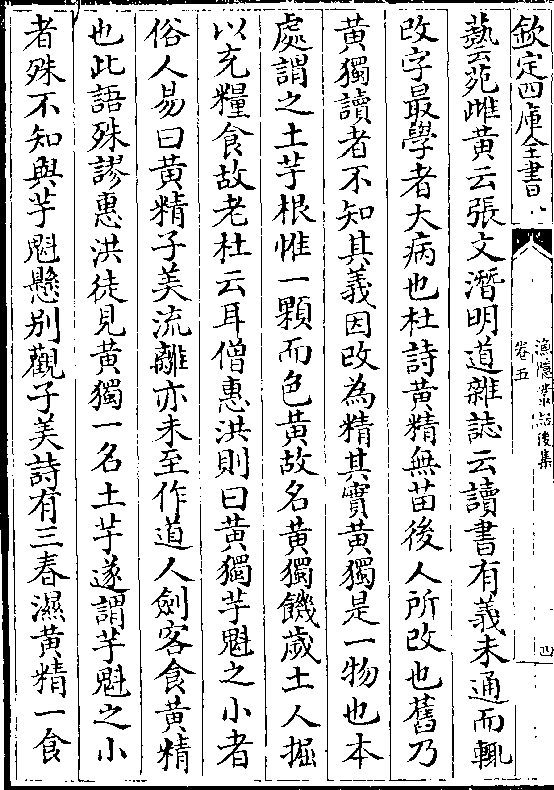 欽定四庫全書
漁隱叢話後集
卷五
四
藝苑雌黃云張文潛明道雜誌云讀書有義未通而輒
改字最學者大病也杜詩黃精無苗後人所改也舊乃
黃獨讀者不知其義因改為精其實黃獨是一物也本
處謂之土芋根惟一顆而色黃故名黃獨饑歲土人掘
以充糧食故老杜云耳僧惠洪則曰黃獨芋魁之小者
俗人易曰黃精子美流離亦未至作道人劍客食黃精
也此語殊謬惠洪徒見黃獨一名土芋遂謂芋魁之小
者殊不知與芋魁懸別觀子美詩有三春濕黃精一食